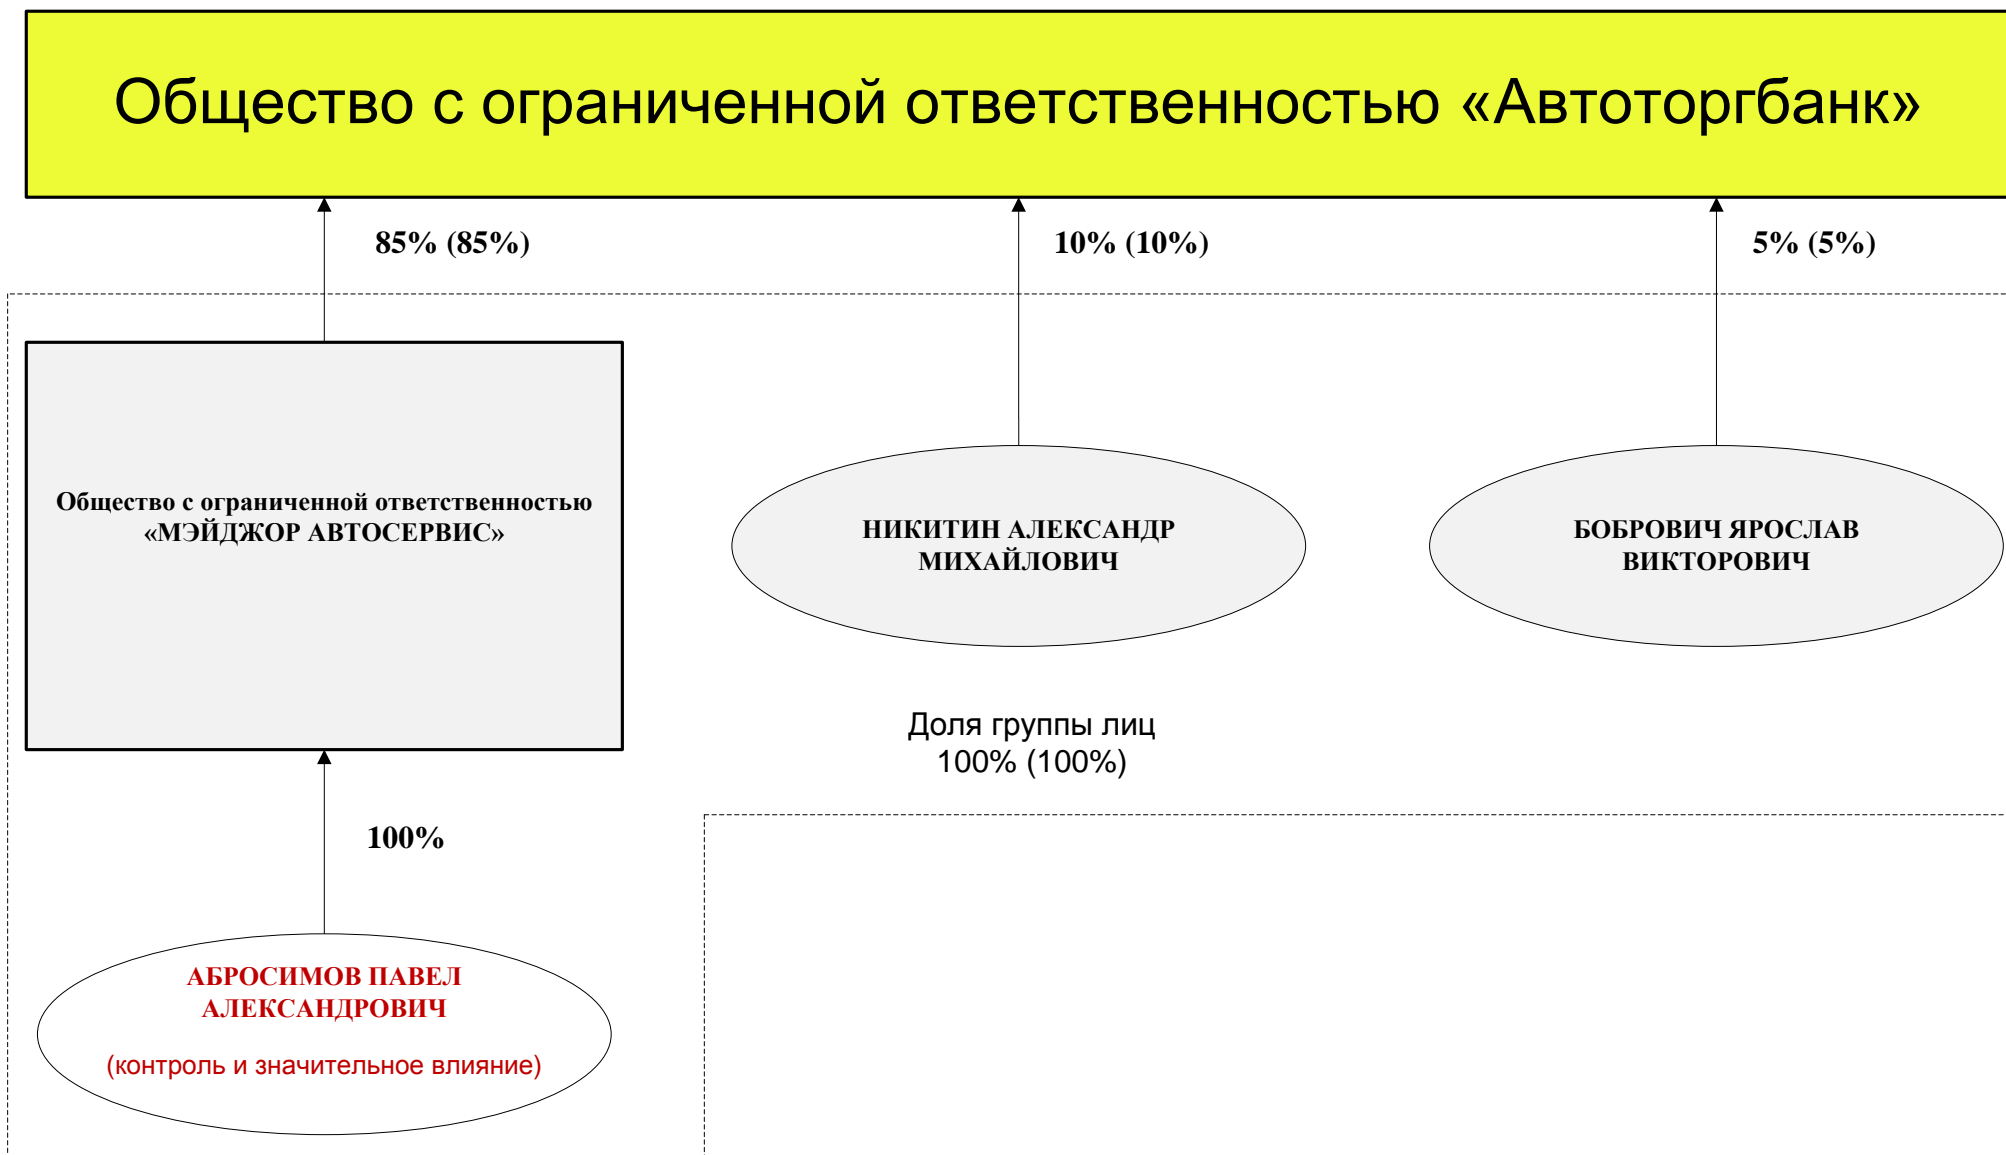 Общество с ограниченной ответственностью «Автоторгбанк»
85% (85%)
10% (10%)
5% (5%)
Общество с ограниченной ответственностью
«МЭЙДЖОР АВТОСЕРВИС»
НИКИТИН АЛЕКСАНДР
МИХАЙЛОВИЧ
БОБРОВИЧ ЯРОСЛАВ
ВИКТОРОВИЧ
Доля группы лиц
100% (100%)
100%
АБРОСИМОВ ПАВЕЛ
АЛЕКСАНДРОВИЧ
(контроль и значительное влияние)